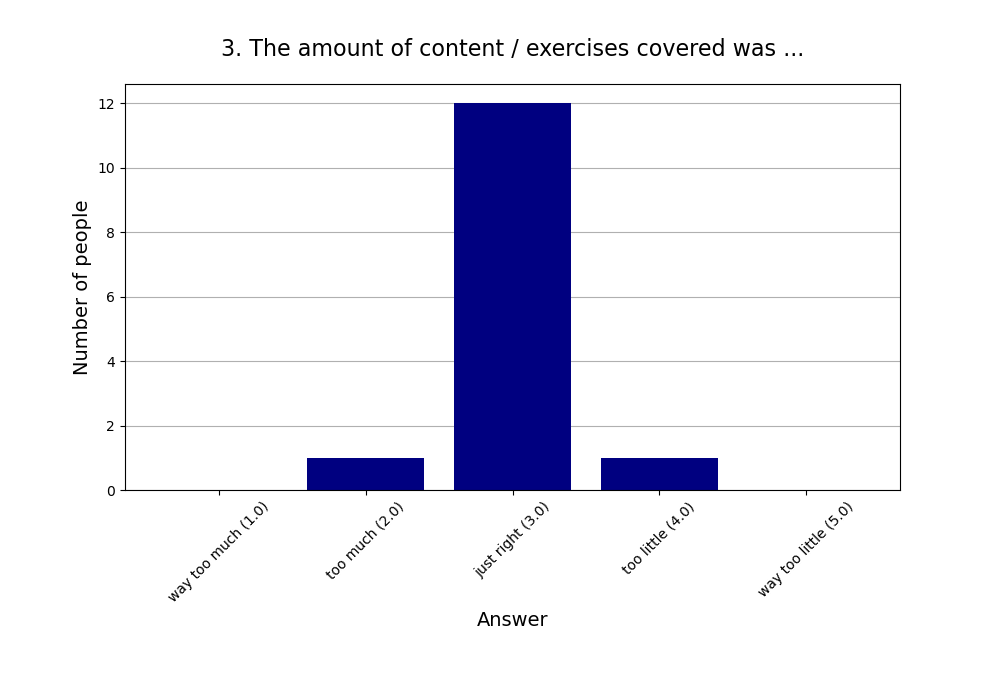 3. The amount of content / exercises covered was ...
Number of people
12
10
8
6
4
2
0
way too much (1.0)
too much (2.0)
just right (3.0)
too little (4.0)
way too little (5.0)
Answer